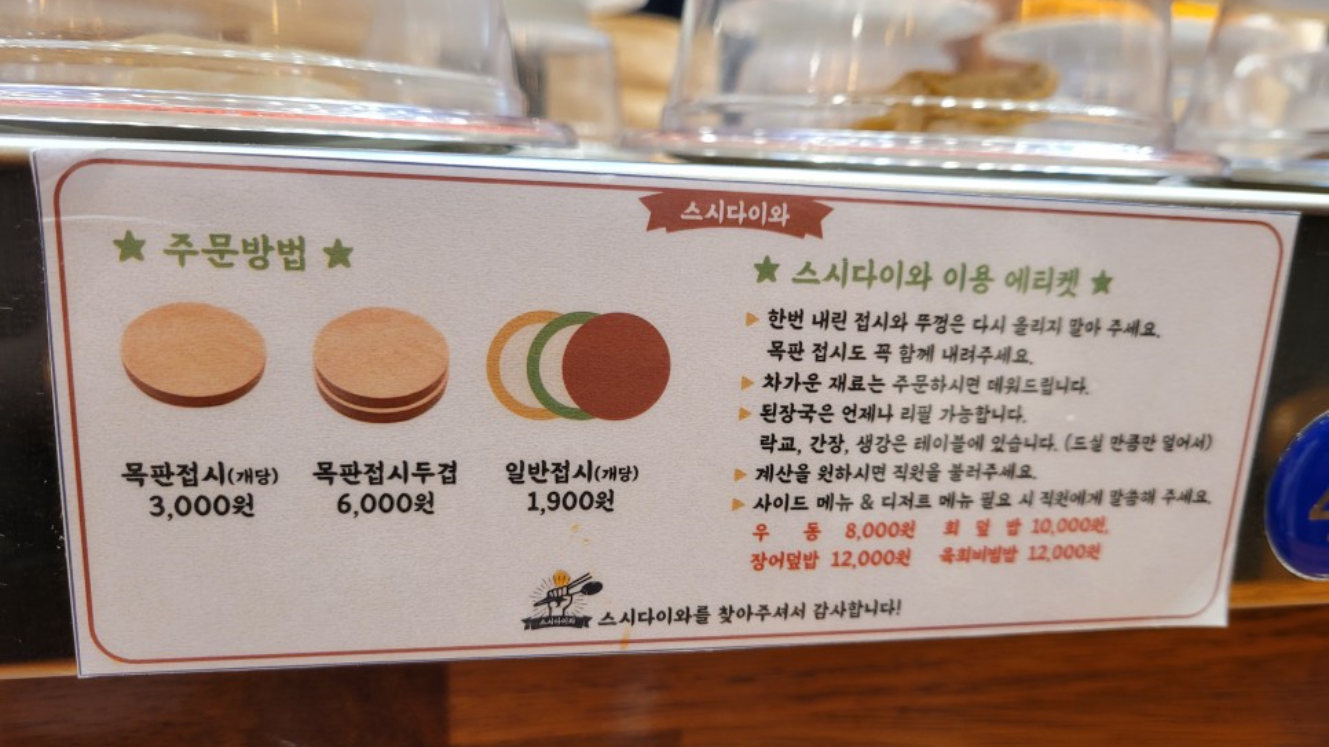 스시다이와
★ 주문방법 ★
목판접시(개당)
3,000원
목판접시두겹
6,000원
일반접시(개당)
1,900원
★ 스시다이와 이용 에티켓 ★
한번 내린 접시와 뚜껑은 다시 올리지 말아 주세요.
목판 접시도 꼭 함께 내려주세요.
차가운 재료는 주문하시면 데워드립니다.
된장국은 언제나 리필 가능합니다.
락교, 간장, 생강은 테이블에 있습니다. (드실 만큼만 덜어서)
계산을 원하시면 직원을 불러주세요.
사이드 메뉴 & 디저트 메뉴 필요 시 직원에게 말씀해 주세요.
우 동 8,000원 회 덮 밥 10,000원,
장어덮밥 12,000원 육회비빔밥 12,000원
스시다이와
스시다이와를 찾아주셔서 감사합니다!